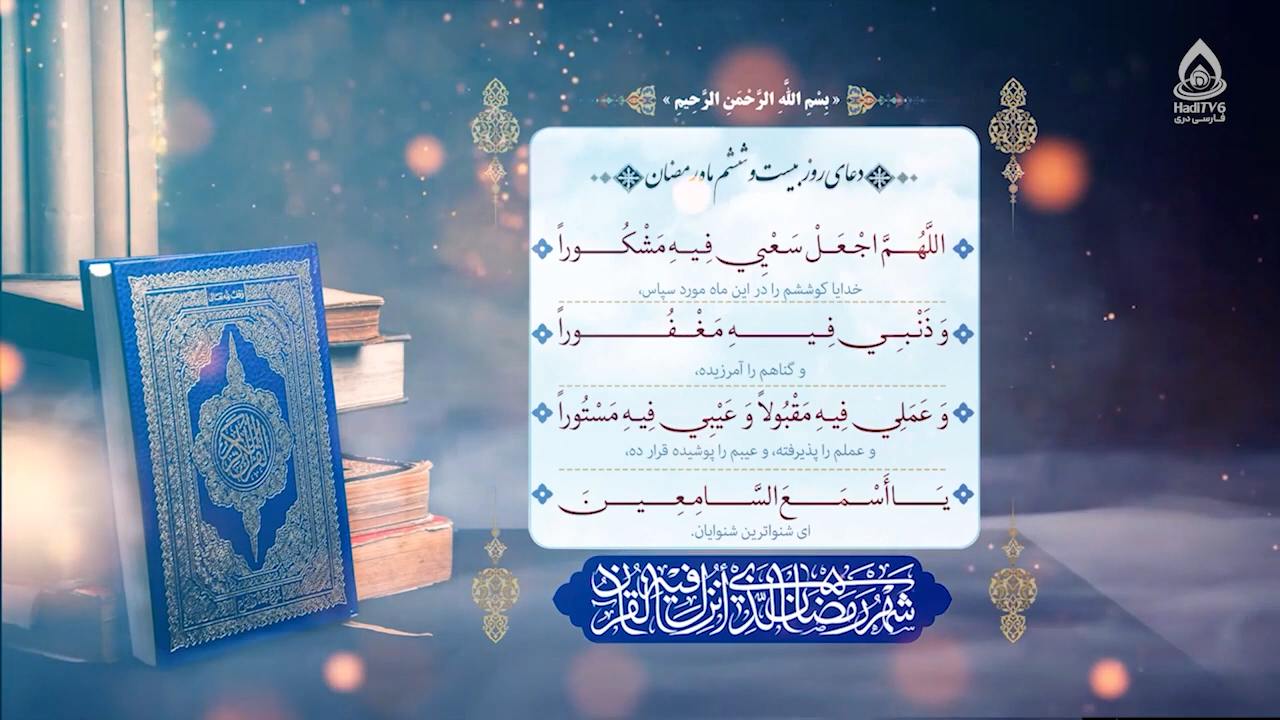 « بِسْمِ اللَّهِ الرَّحْمَنِ الرَّحِيمِ »
HadiTV6
فارسی دری
دعای روز بیست و ششم ماه رمضان
اللَّهُمَّ اجْعَلْ سَعْيِي فِيهِ مَشْكُوراً
خدایا کوششم را در این ماه مورد سپاس،
وَ ذَنْبِي فِيهِ مَغْفُوراً
و گناهم را آمرزیده،
وَ عَمَلِي فِيهِ مَقْبُولاً وَ عَيْبِي فِيهِ مَسْتُوراً
و عملم را پذیرفته، و عیبم را پوشیده قرار ده،
يَا أَسْمَعَ السَّامِعِينَ
ای شنواترین شنوایان.
شَهْرُ رَمَضَانَ الَّذِي أُنْزِلَ فِيهِ الْقُرْآنُ